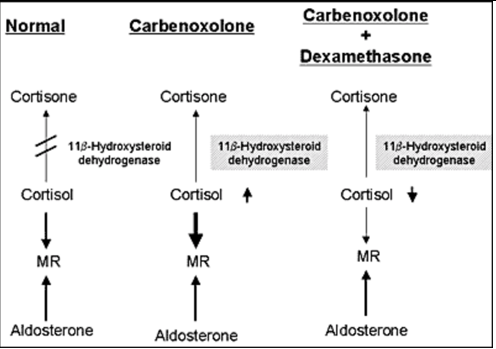 Normal
Cortisone
11β-Hydroxysteroid
dehydrogenase
Cortisol
MR
Aldosterone
Carbenoxolone
Cortisone
11β-Hydroxysteroid
dehydrogenase
Cortisol
MR
Aldosterone
Carbenoxolone
+
Dexamethasone
Cortisone
11β-Hydroxysteroid
dehydrogenase
Cortisol
MR
Aldosterone